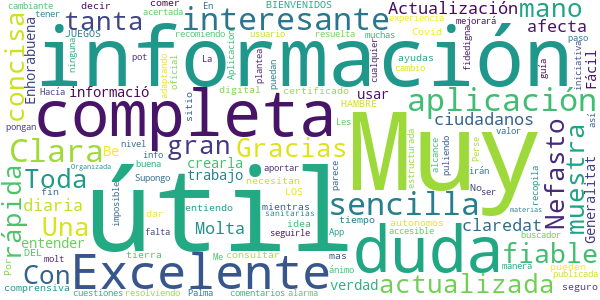 cambiante tener comer decir acertada En BIENVENIDOS Actualización experiencia mejorará mano
tanta interesante afecta
concisa Enhorabuena JUEGOS ninguna recomiendo usuario resuelta muchas Covid cualquier fidedigna guía paso iniciativa Fácil
información
adaptando oficial La Aplicación plantea puedan ayudas cambio
Hacía informació pot sitio digital certificado HAMBRE usar aplicación así
pongan completa Muy ciudadanos valor
Clara Be nivel gran Gracias Les estructurada alcance puliendo Perse claredat muestra Generalitat
info buena crearla trabajo aportar necesitan LOS parece No ser irán recopila
rápida Toda Organizada Supongo imposible útil sencilla Nefasto buscador
diaria fin dar entiendo mientras sanitarias idea tiempo autonomos accesible materias
Una Molta seguirle App duda fiable
Por DEL entender falta tierra Me consultar mas verdad manera pueden publicada
molt Con Excelente ánimo actualizada
comprensiva cuestiones resolviendo Palma comentarios alarma seguro